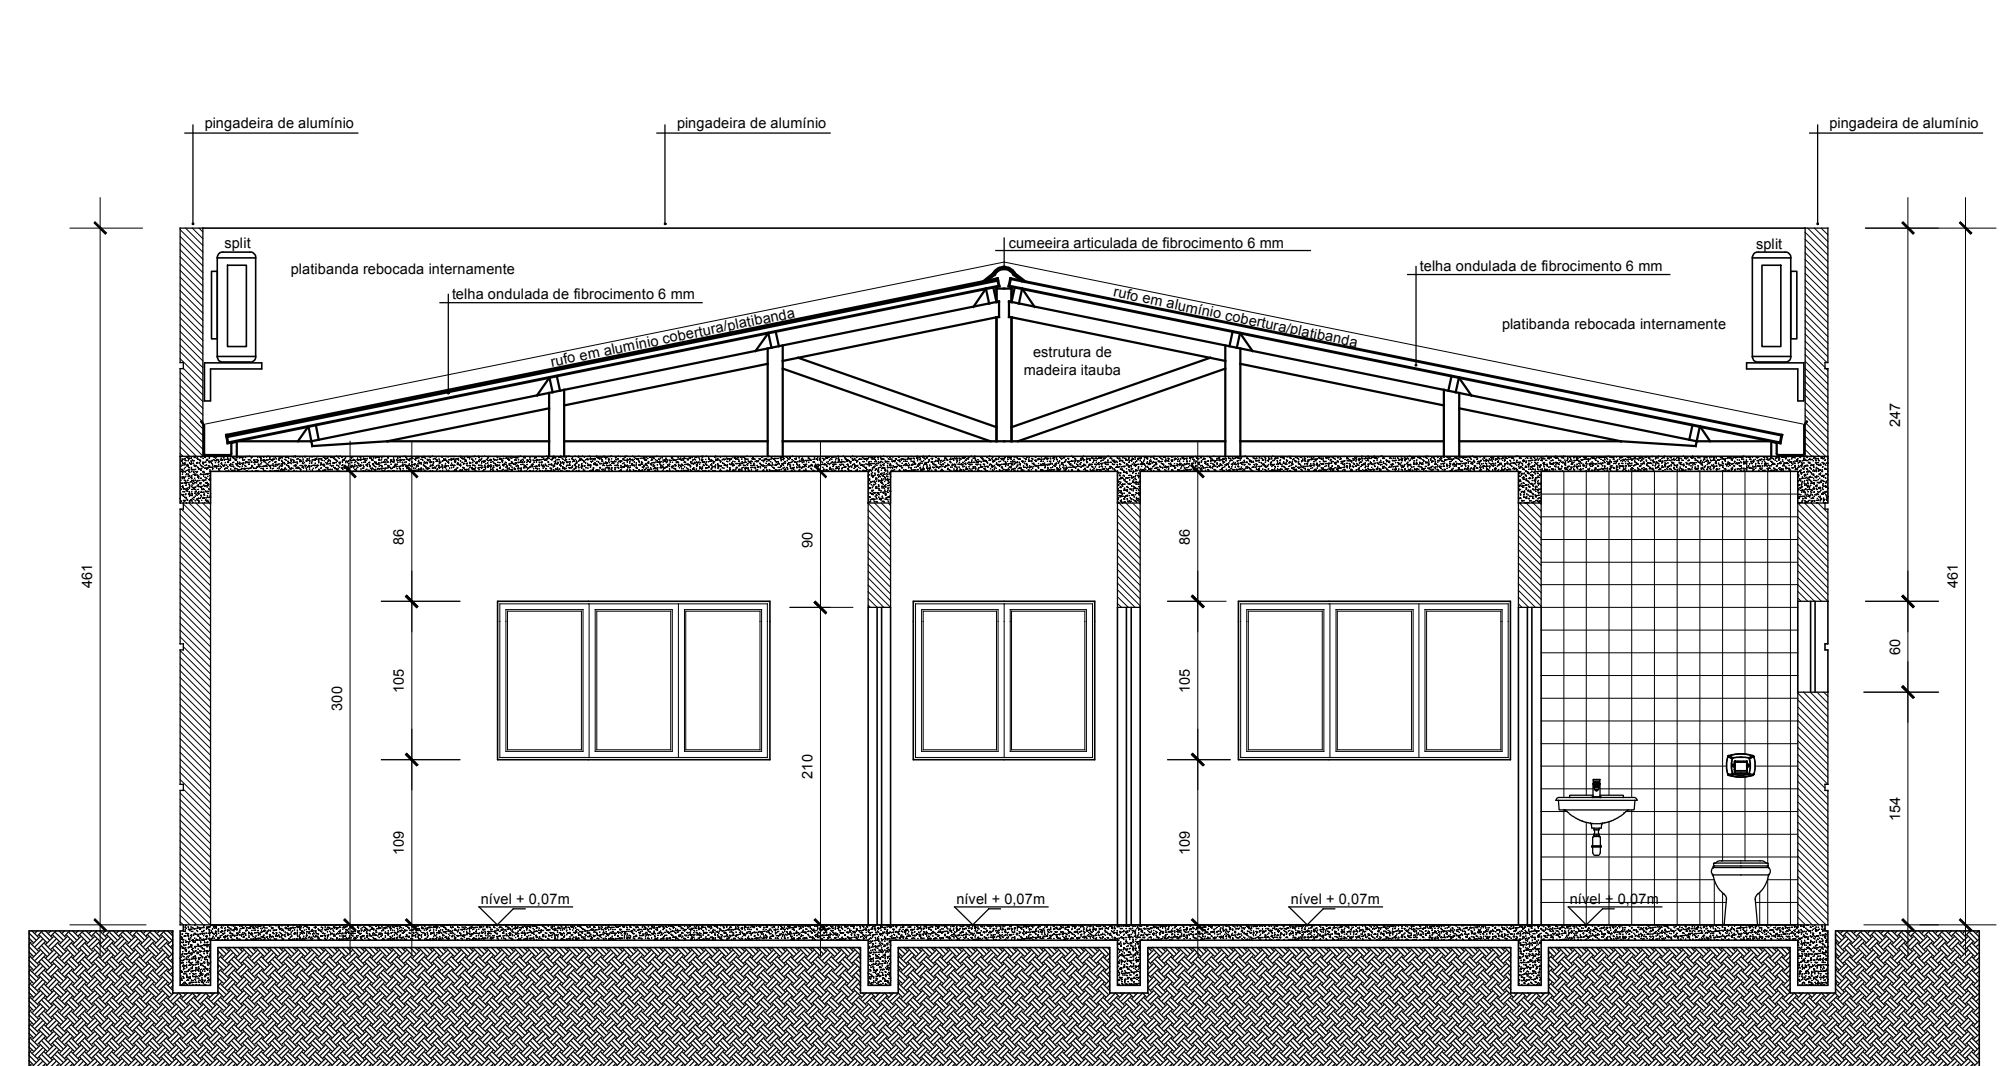 pingadeira de alumínio
pingadeira de alumínio
pingadeira de alumínio
split
cumeeira articulada de fibrocimento 6 mm
split
platibanda rebocada internamente
telha ondulada de fibrocimento 6 mm
telha ondulada de fibrocimento 6 mm
rufo em alumínio cobertura/platibanda
rufo em alumínio cobertura/platibanda
platibanda rebocada internamente
estrutura de
madeira itauba
247
86
90
86
461
461
105
105
60
300
210
109
109
154
nível + 0,07m
nível + 0,07m
nível + 0,07m
nível + 0,07m